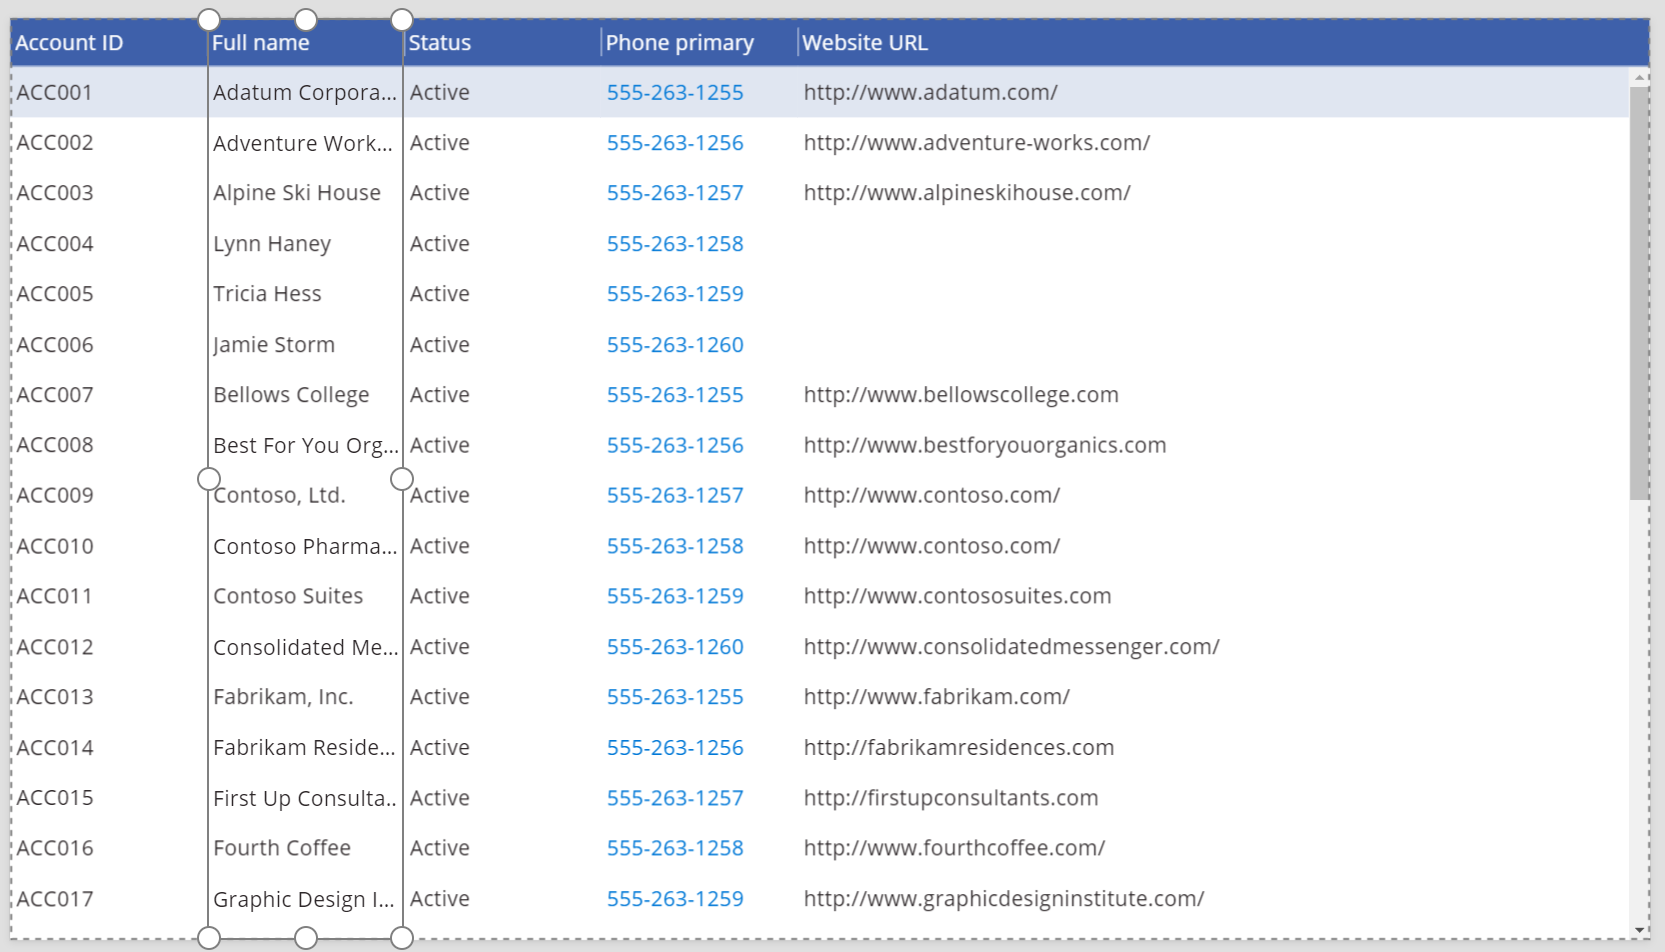 Account ID Full name Status Phone primary Website URL
ACC001 Adatum Corpora... Active 555-263-1255 http://www.adatum.com/
ACC002 Adventure Work... Active 555-263-1256 http://www.adventure-works.com/
ACC003 Alpine Ski House Active 555-263-1257 http://www.alpineskihouse.com/
ACC004 Lynn Haney Active 555-263-1258
ACC005 Tricia Hess Active 555-263-1259
ACC006 Jamie Storm Active 555-263-1260
ACC007 Bellows College Active 555-263-1255 http://www.bellowscollege.com
ACC008 Best For You Org... Active 555-263-1256 http://www.bestforyouorganics.com
ACC009 Contoso, Ltd. Active 555-263-1257 http://www.contoso.com/
ACC010 Contoso Pharma... Active 555-263-1258 http://www.contoso.com/
ACC011 Contoso Suites Active 555-263-1259 http://www.contososuites.com
ACC012 Consolidated Me... Active 555-263-1260 http://www.consolidatedmessenger.com/
ACC013 Fabrikam, Inc. Active 555-263-1255 http://www.fabrikam.com/
ACC014 Fabrikam Reside... Active 555-263-1256 http://fabrikamresidences.com
ACC015 First Up Consulta.. Active 555-263-1257 http://firstupconsultants.com
ACC016 Fourth Coffee Active 555-263-1258 http://www.fourthcoffee.com/
ACC017 Graphic Design I... Active 555-263-1259 http://www.graphicdesigninstitute.com/